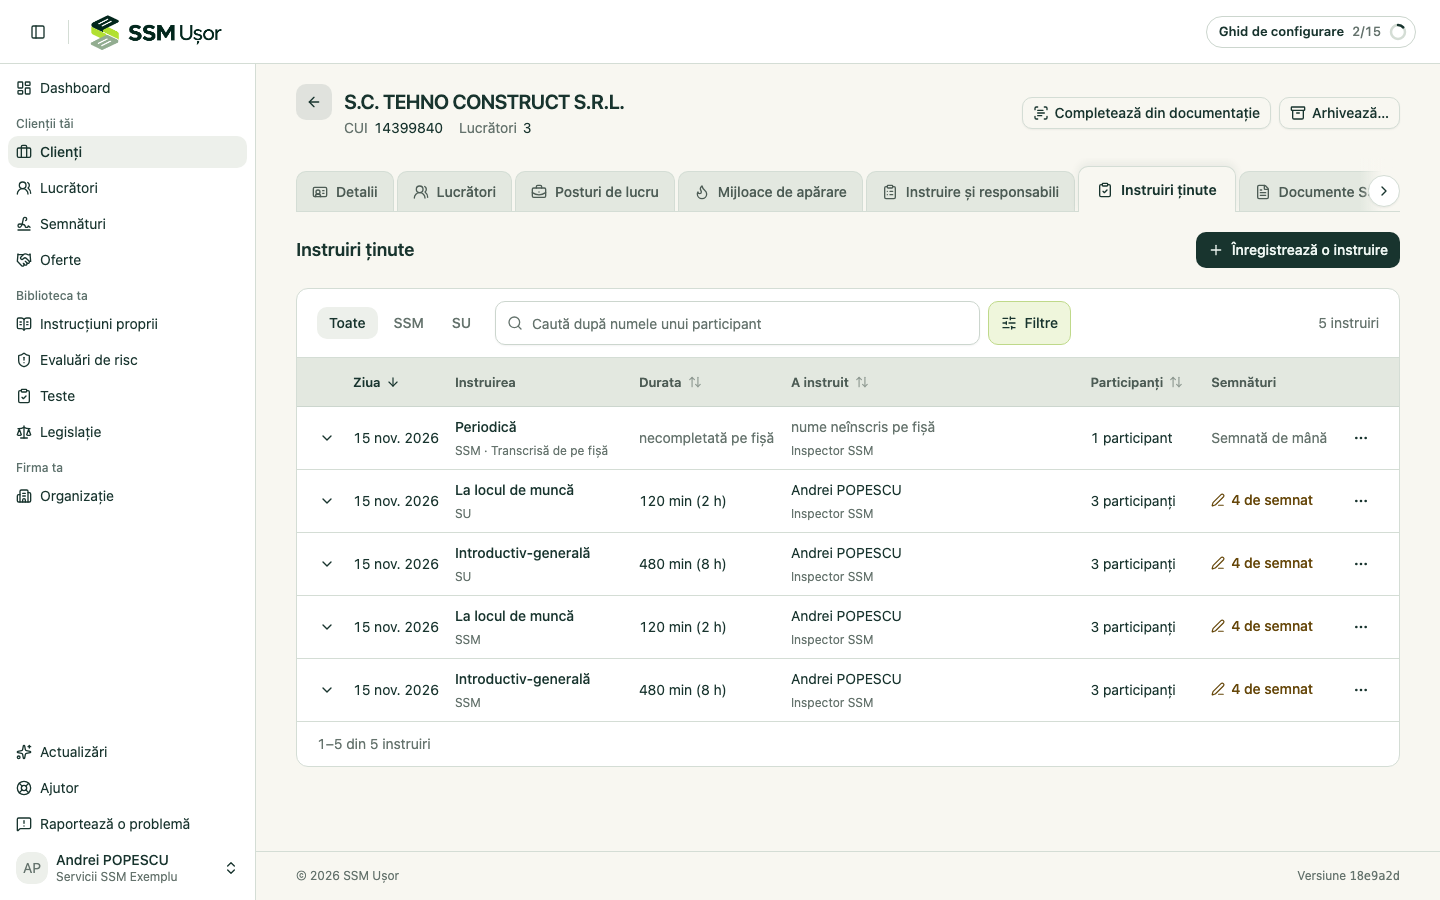 SSM Ușor
Ghid de configurare 2/15
Dashboard
Clienții tăi
Clienți
Lucrători
Semnături
Oferte
Biblioteca ta
Instrucțiuni proprii
Evaluări de risc
Teste
Legislație
Firma ta
Organizație
Actualizări
Ajutor
Raportează o problemă
AP
Andrei POPESCU
Servicii SSM Exemplu
S.C. TEHNO CONSTRUCT S.R.L.
CUI 14399840 Lucrători 3
Completează din documentație
Arhivează...
Detalii
Lucrători
Posturi de lucru
Mijloace de apărare
Instruire și responsabili
Instruiri ținute
Documente S
Instruiri ținute
Înregistrează o instruire
Toate SSM SU
Caută după numele unui participant
Filtre
5 instruiri
Ziua Instruirea Durata A instruit Participanți Semnături
15 nov. 2026 Periodică necompletată pe fișă nume neînscris pe fișă 1 participant Semnată de mână
SSM · Transcrisă de pe fișă Inspector SSM
15 nov. 2026 La locul de muncă 120 min (2 h) Andrei POPESCU 3 participanți 4 de semnat
SU Inspector SSM
15 nov. 2026 Introductiv-generală 480 min (8 h) Andrei POPESCU 3 participanți 4 de semnat
SU Inspector SSM
15 nov. 2026 La locul de muncă 120 min (2 h) Andrei POPESCU 3 participanți 4 de semnat
SSM Inspector SSM
15 nov. 2026 Introductiv-generală 480 min (8 h) Andrei POPESCU 3 participanți 4 de semnat
SSM Inspector SSM
1–5 din 5 instruiri
© 2026 SSM Ușor
Versiune 18e9a2d